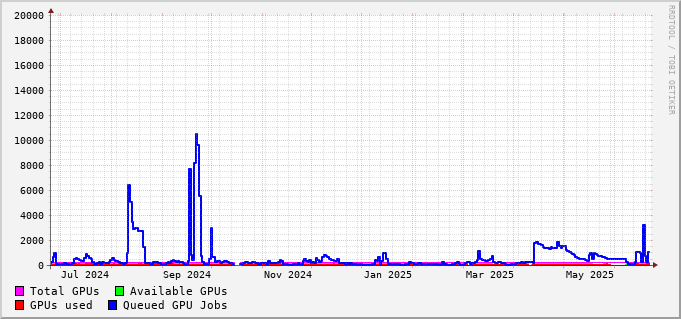 20000
18000
16000
14000
12000
10000
8000
6000
4000
2000
0
Jul 2024 Sep 2024 Nov 2024 Jan 2025 Mar 2025 May 2025
Total GPUs Available GPUs
GPUs used Queued GPU Jobs
RRDTOOL / TOBI OETIKER